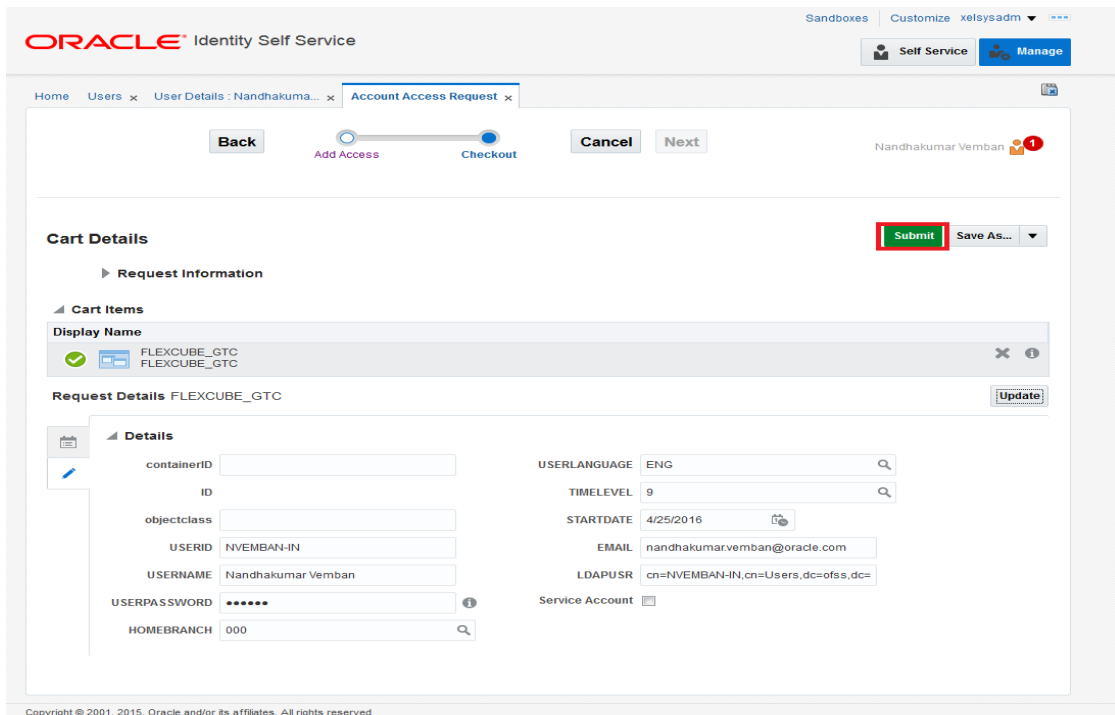 Sandboxes Customize xelsysadm
ORACLE Identity Self Service
Self Service Manage
Home Users x User Details : Nandhakuma... x Account Access Request x
Back Add Access Checkout Cancel Next Nandhakumar Vemban 1
Cart Details Submit Save As...
Request Information
Cart Items
Display Name
FLEXCUBE_GTC
FLEXCUBE_GTC
Request Details FLEXCUBE_GTC Update
Details
containerID
ID
objectclass
USERID NVEMBAN-IN
USERNAME Nandhakumar Vemban
USERPASSWORD ••••••
HOMEBRANCH 000
USERLANGUAGE ENG
TIMELEVEL 9
STARTDATE 4/25/2016
EMAIL nandhakumar.vemban@oracle.com
LDAPUSR cn=NVEMBAN-IN,cn=Users,dc=ofss,dc=
Service Account
Copyright © 2001, 2015, Oracle and/or its affiliates. All rights reserved